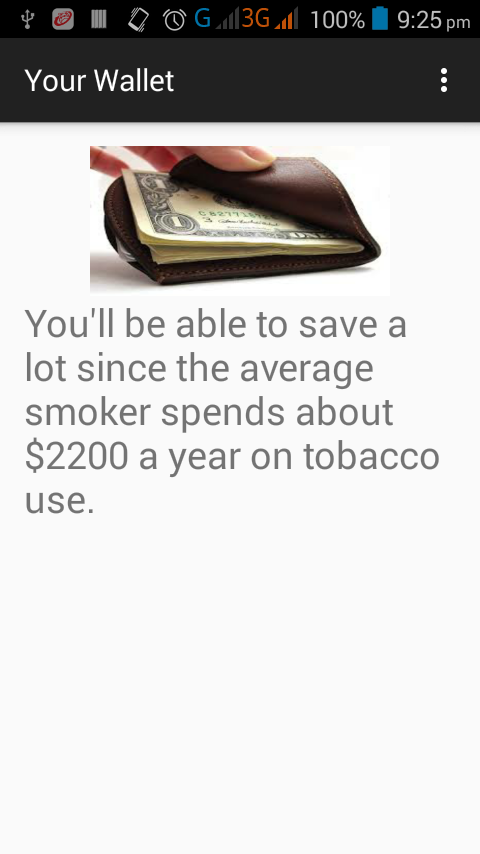 G 3G 100% 9:25 pm
Your Wallet
You'll be able to save a
lot since the average
smoker spends about
$2200 a year on tobacco
use.